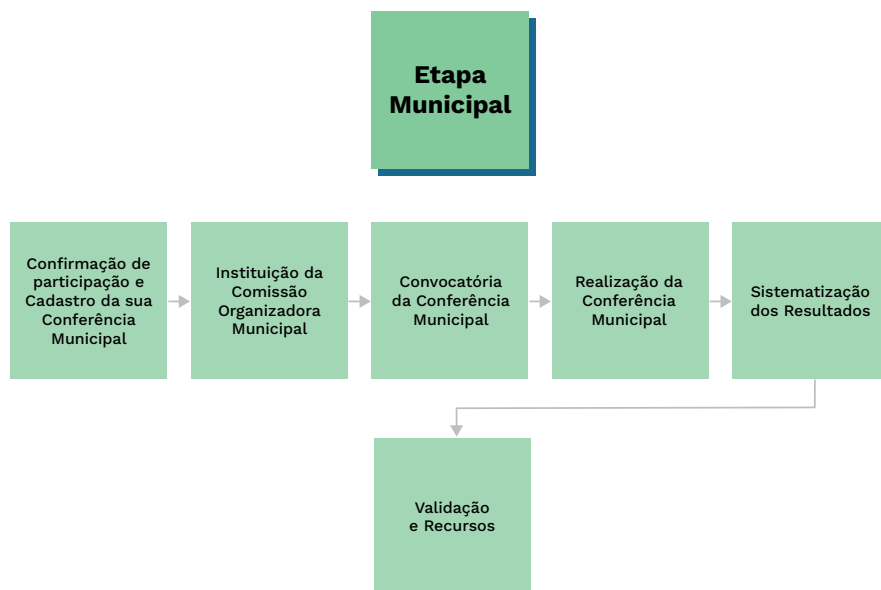 Etapa
Municipal
Confirmação de
participação e
Cadastro da sua
Conferência
Municipal
Instituição da
Comissão
Organizadora
Municipal
Convocatória
da Conferência
Municipal
Realização da
Conferência
Municipal
Sistematização
dos Resultados
Validação
e Recursos